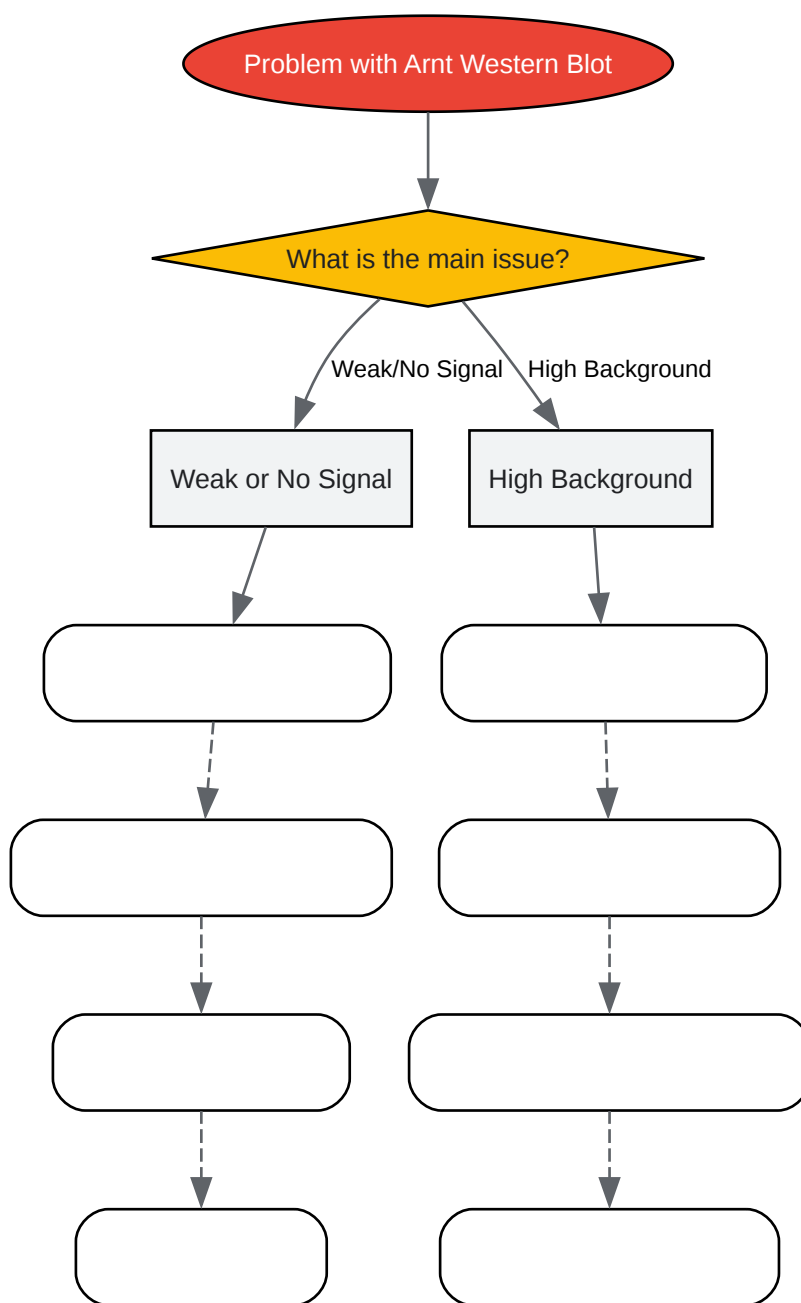 Problem with Arnt Western Blot
What is the main issue?
Weak/No Signal
High Background
Weak or No Signal
High Background